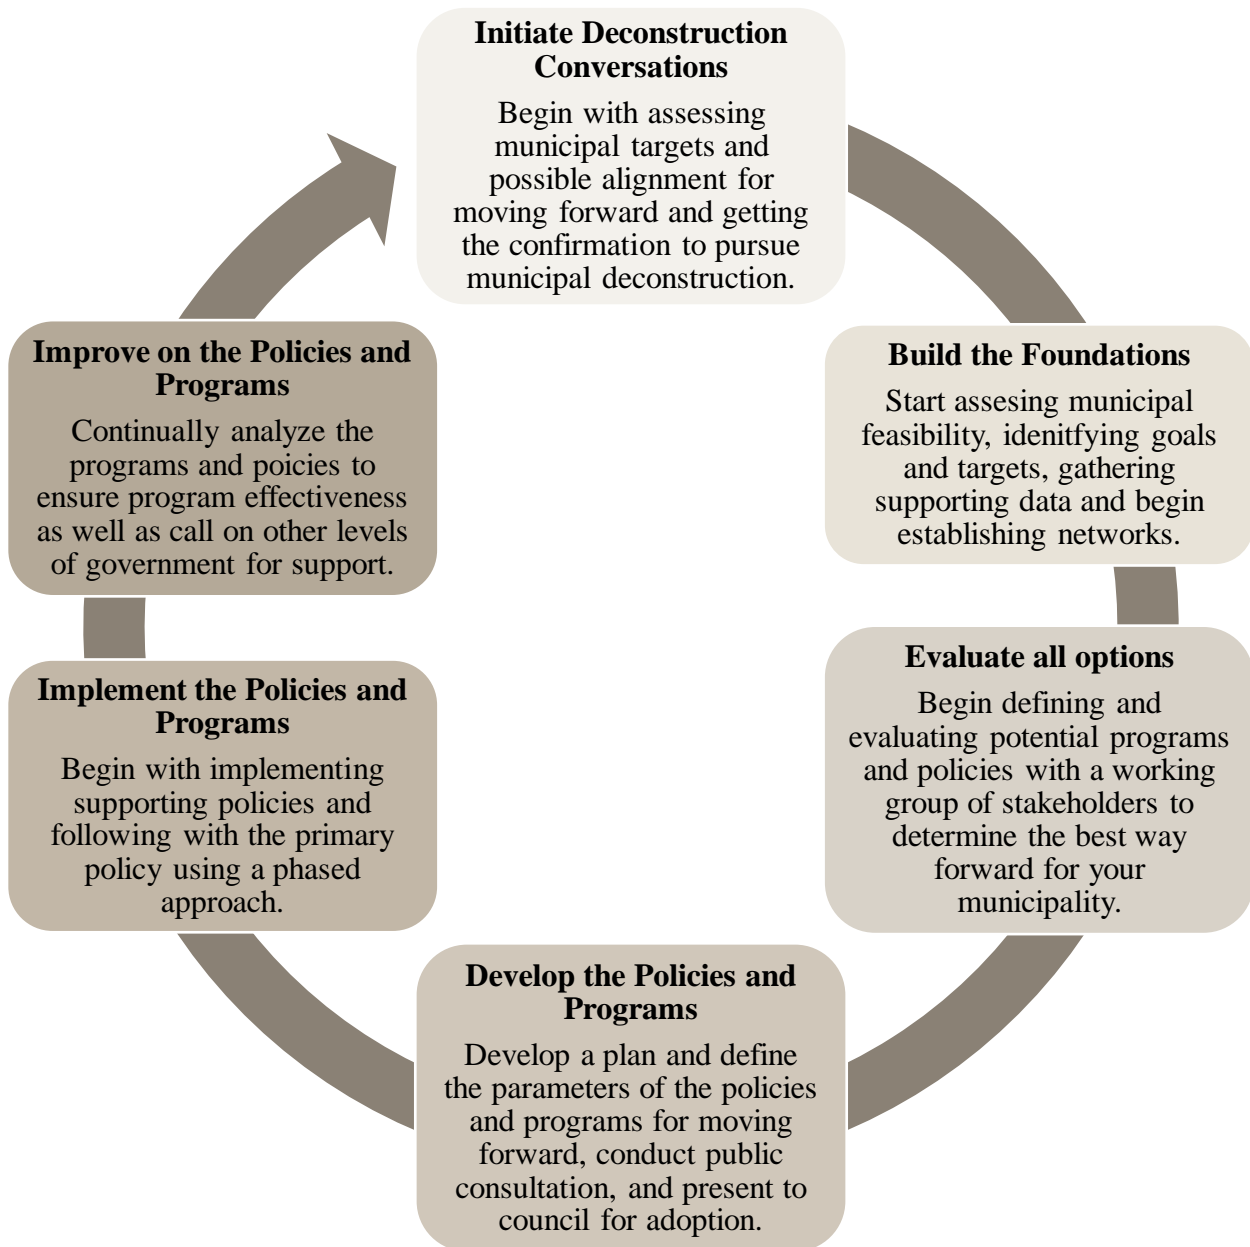 Initiate Deconstruction
Conversations
Begin with assessing
municipal targets and
possible alignment for
moving forward and getting
the confirmation to pursue
municipal deconstruction.
Build the Foundations
Start assesing municipal
feasibility, idenitfying goals
and targets, gathering
supporting data and begin
establishing networks.
Evaluate all options
Begin defining and
evaluating potential programs
and policies with a working
group of stakeholders to
determine the best way
forward for your
municipality.
Develop the Policies and
Programs
Develop a plan and define
the parameters of the policies
and programs for moving
forward, conduct public
consultation, and present to
council for adoption.
Implement the Policies and
Programs
Begin with implementing
supporting policies and
following with the primary
policy using a phased
approach.
Improve on the Policies and
Programs
Continually analyze the
programs and poicies to
ensure program effectiveness
as well as call on other levels
of government for support.